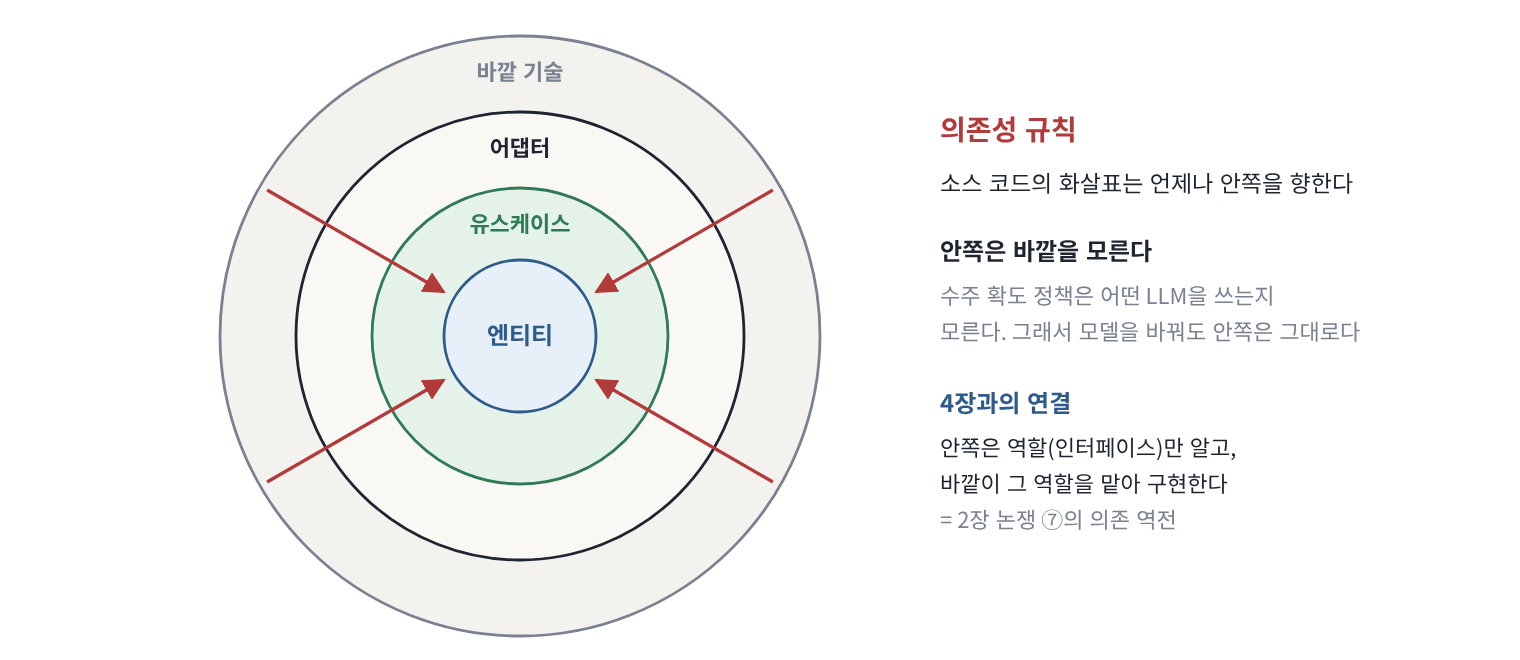 바깥 기술
어댑터
유스케이스
엔티티
의존성 규칙
소스 코드의 화살표는 언제나 안쪽을 향한다
안쪽은 바깥을 모른다
수주 확도 정책은 어떤 LLM을 쓰는지
모른다. 그래서 모델을 바꿔도 안쪽은 그대로다
4장과의 연결
안쪽은 역할(인터페이스)만 알고,
바깥이 그 역할을 맡아 구현한다
= 2장 논쟁 ⑦의 의존 역전